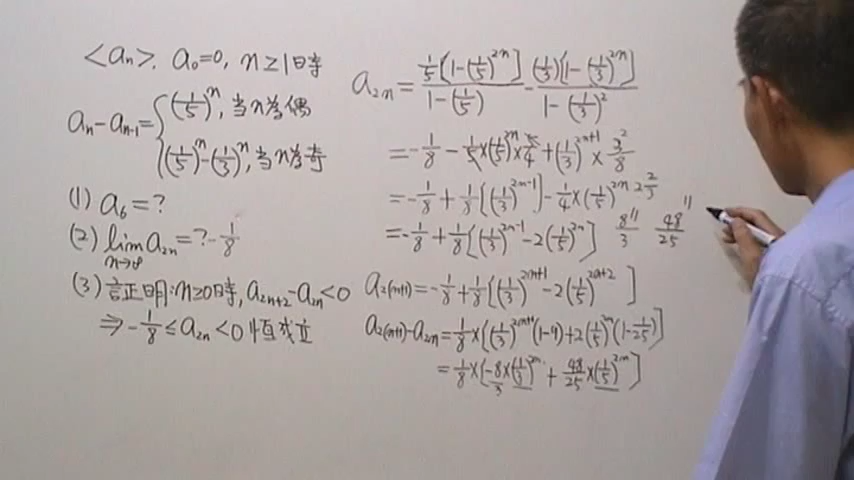 <aₙ>, a₀=0, n≥1時
aₙ-aₙ₋₁={(1/5)ⁿ, 當n為偶
(1/5)ⁿ-(1/3)ⁿ, 當n為奇
(1) a₆=?
(2) lim n→∞ a₂ₙ=? -1/8
(3) 証明:n≥0時, a₂ₙ₊₂-a₂ₙ<0
⇒ -1/8≤a₂ₙ<0恆成立
a₂ₙ = (1/5)[1-(1/5)²ⁿ] / 1-(1/5) - (1/3)[1-(1/3)²ⁿ] / 1-(1/3)²
=-1/8-1/5×(1/5)²ⁿ×5/4+(1/3)²ⁿ⁺¹×3²/8
=-1/8+1/8[(1/3)²ⁿ⁻¹]-1/4×(1/5)²ⁿ 2 2/3
=-1/8+1/8[(1/3)²ⁿ⁻¹-2(1/5)²ⁿ] 8/3 " 48/25 "
a₂₍ₙ₊₁₎=-1/8+1/8[(1/3)²ⁿ⁺¹-2(1/5)²ⁿ⁺²]
a₂₍ₙ₊₁₎-a₂ₙ=1/8×[(1/3)²ⁿ⁺¹(1-9)+2(1/5)²ⁿ(1-1/25)]
=1/8×[-8/3×(1/3)²ⁿ+48/25×(1/5)²ⁿ]